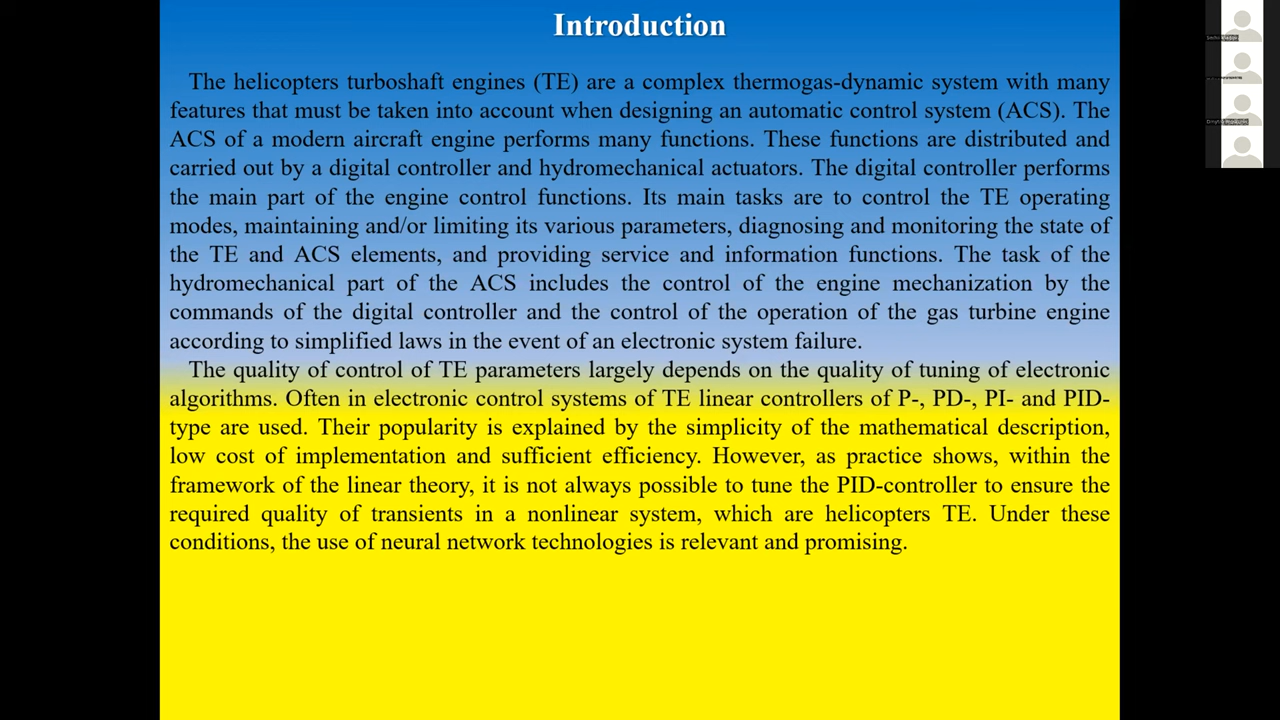 Introduction
The helicopters turboshaft engines (TE) are a complex thermogas-dynamic system with many
features that must be taken into account when designing an automatic control system (ACS). The
ACS of a modern aircraft engine performs many functions. These functions are distributed and
carried out by a digital controller and hydromechanical actuators. The digital controller performs
the main part of the engine control functions. Its main tasks are to control the TE operating
modes, maintaining and/or limiting its various parameters, diagnosing and monitoring the state of
the TE and ACS elements, and providing service and information functions. The task of the
hydromechanical part of the ACS includes the control of the engine mechanization by the
commands of the digital controller and the control of the operation of the gas turbine engine
according to simplified laws in the event of an electronic system failure.
The quality of control of TE parameters largely depends on the quality of tuning of electronic
algorithms. Often in electronic control systems of TE linear controllers of P-, PD-, PI- and PID-
type are used. Their popularity is explained by the simplicity of the mathematical description,
low cost of implementation and sufficient efficiency. However, as practice shows, within the
framework of the linear theory, it is not always possible to tune the PID-controller to ensure the
required quality of transients in a nonlinear system, which are helicopters TE. Under these
conditions, the use of neural network technologies is relevant and promising.